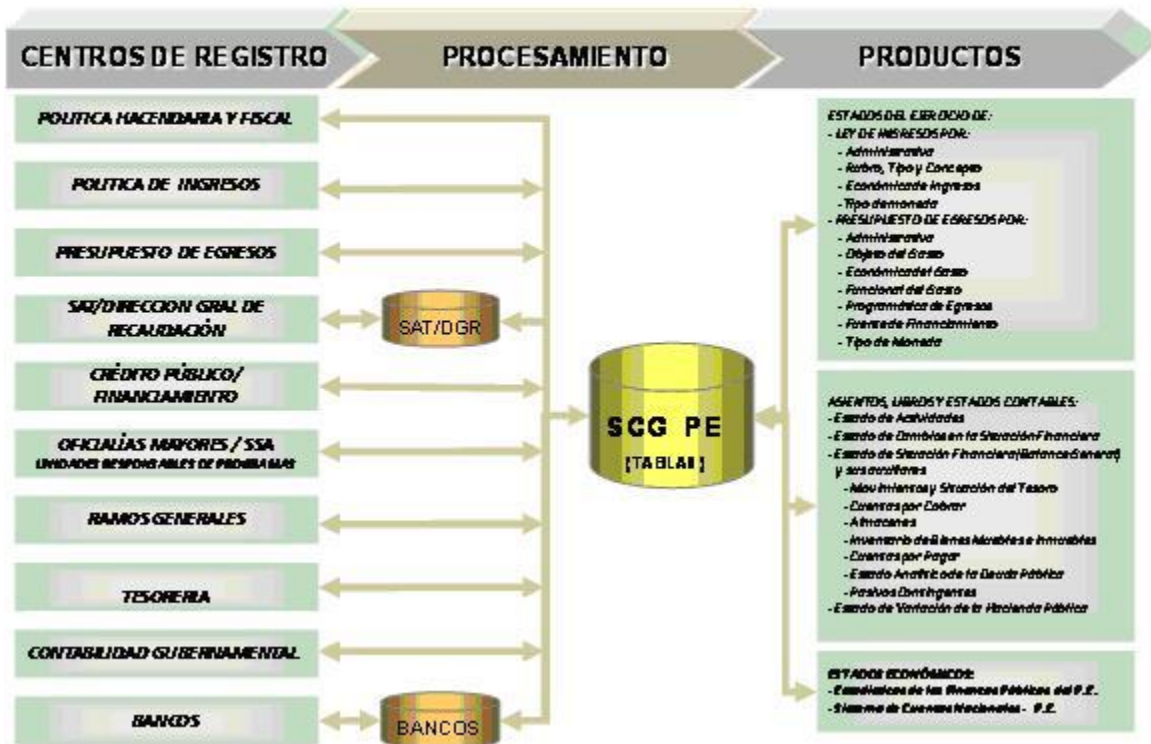 CENTROS DE REGISTRO
PROCESAMIENTO
PRODUCTOS
POLITICA HACENDARIA Y FISCAL
POLITICA DE INGRESOS
PRESUPUESTO DE EGRESOS
SAT/DIRECCION GRAL DE
RECAUDACIÓN
CRÉDITO PÚBLICO/
FINANCIAMIENTO
OFICIALÍAS MAYORES / SSA
UNIDADES RESPONSABLES DE PROGRAMAS
RAMOS GENERALES
TESORERIA
CONTABILIDAD GUBERNAMENTAL
BANCOS
SAT/DGR
BANCOS
SCG PE
(TABLAS)
ESTADOS DEL EJERCICIO DE:
- LEY DE INGRESOS POR:
- Administrativa
- Rubro, Tipo y Concepto
- Económica de Ingresos
- Tipo de moneda
- PRESUPUESTO DE EGRESOS POR:
- Administrativa
- Objeto del Gasto
- Económica del Gasto
- Funcional del Gasto
- Programática de Egresos
- Fuente de Financiamiento
- Tipo de Moneda
ASIENTOS, LIBROS Y ESTADOS CONTABLES:
- Estado de Actividades
- Estado de Cambios en la Situación Financiera
- Estado de Situación Financiera (Balance General)
y sus auxiliares
- Movimientos y Situación del Tesoro
- Cuentas por Cobrar
- Almacenes
- Inventario de Bienes Muebles e Inmuebles
- Cuentas por Pagar
- Estado Analítico de la Deuda Pública
- Pasivos Contingentes
- Estado de Variación de la Hacienda Pública
ESTADOS ECONÓMICOS:
- Estadísticas de las Finanzas Públicas del P.E.
- Sistema de Cuentas Nacionales - P.E.